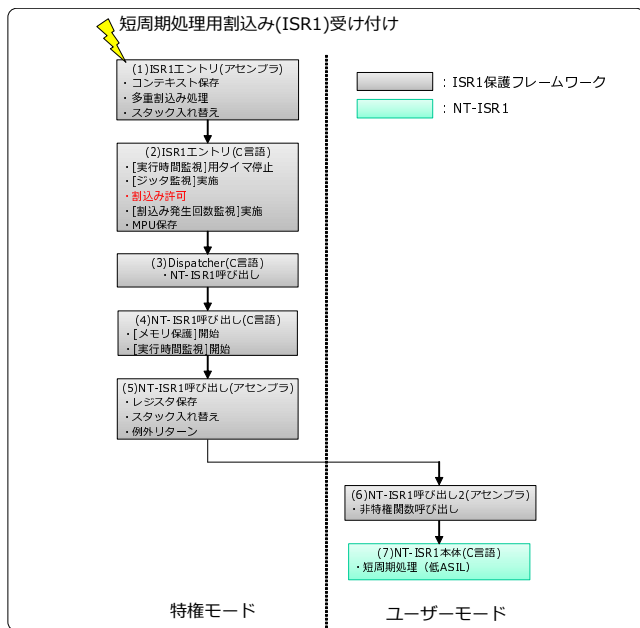 短周期処理用割込み(ISR1)受け付け
(1)ISR1エントリ(アセンブラ)
・コンテキスト保存
・多重割込み処理
・スタック入れ替え
: ISR1保護フレームワーク
: NT-ISR1
(2)ISR1エントリ(C言語)
・[実行時間監視]用タイマ停止
・[ジッタ監視]実施
・割込み許可
・[割込み発生回数監視]実施
・MPU保存
(3)Dispatcher(C言語)
・NT-ISR1呼び出し
(4)NT-ISR1呼び出し(C言語)
・[メモリ保護]開始
・[実行時間監視]開始
(5)NT-ISR1呼び出し(アセンブラ)
・レジスタ保存
・スタック入れ替え
・例外リターン
(6)NT-ISR1呼び出し2(アセンブラ)
・非特権関数呼び出し
(7)NT-ISR1本体(C言語)
・短周期処理（低ASIL）
特権モード
ユーザーモード